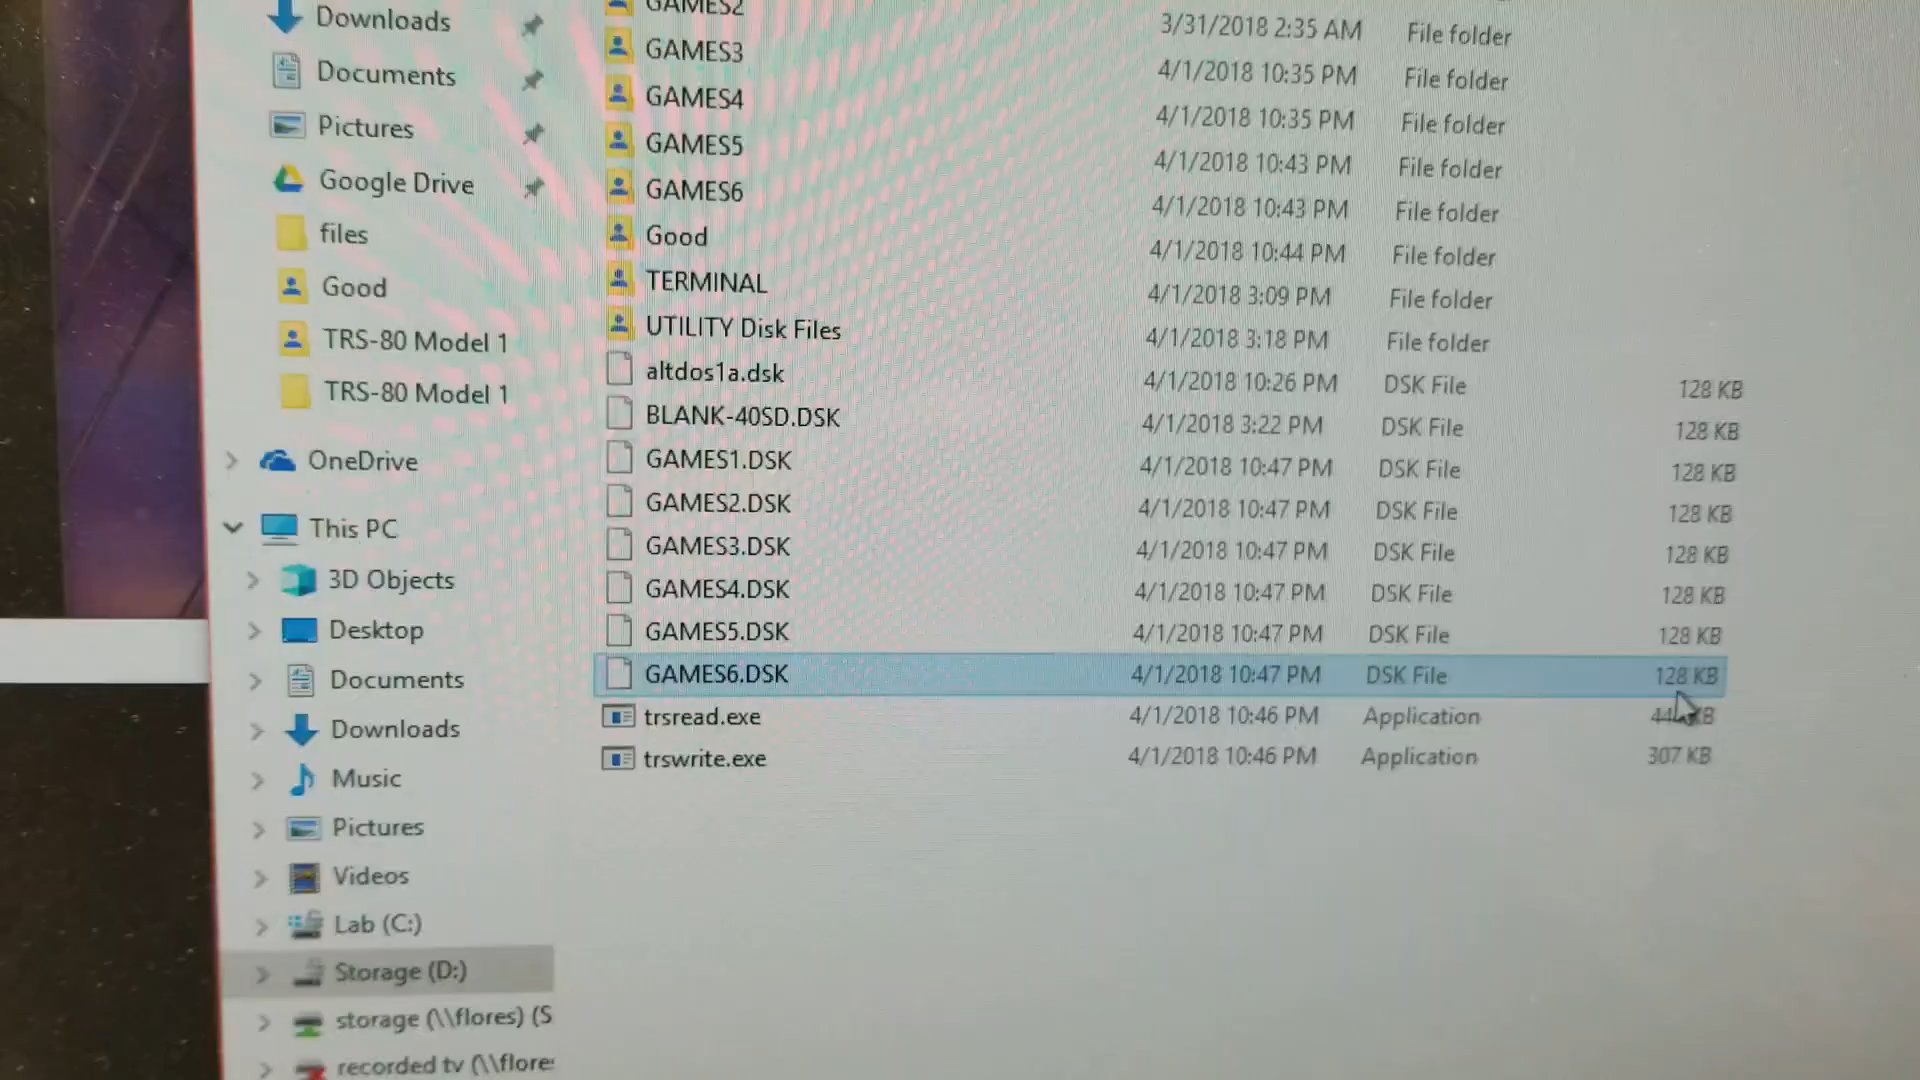 Downloads
Documents
Pictures
Google Drive
files
Good
TRS-80 Model 1
TRS-80 Model 1
OneDrive
This PC
3D Objects
Desktop
Documents
Downloads
Music
Pictures
Videos
Lab (C:)
Storage (D:)
storage (\\flores) (S
recorded tv (\\flores
GAMES2 3/31/2018 2:35 AM File folder
GAMES3 4/1/2018 10:35 PM File folder
GAMES4 4/1/2018 10:35 PM File folder
GAMES5 4/1/2018 10:43 PM File folder
GAMES6 4/1/2018 10:43 PM File folder
Good 4/1/2018 10:44 PM File folder
TERMINAL 4/1/2018 3:09 PM File folder
UTILITY Disk Files 4/1/2018 3:18 PM File folder
altdos1a.dsk 4/1/2018 10:26 PM DSK File 128 KB
BLANK-40SD.DSK 4/1/2018 3:22 PM DSK File 128 KB
GAMES1.DSK 4/1/2018 10:47 PM DSK File 128 KB
GAMES2.DSK 4/1/2018 10:47 PM DSK File 128 KB
GAMES3.DSK 4/1/2018 10:47 PM DSK File 128 KB
GAMES4.DSK 4/1/2018 10:47 PM DSK File 128 KB
GAMES5.DSK 4/1/2018 10:47 PM DSK File 128 KB
GAMES6.DSK 4/1/2018 10:47 PM DSK File 128 KB
trsread.exe 4/1/2018 10:46 PM Application
trswrite.exe 4/1/2018 10:46 PM Application 307 KB